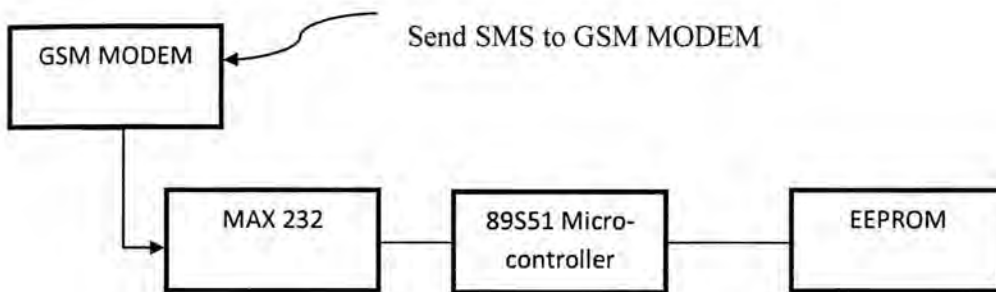 Send SMS to GSM MODEM
GSM MODEM
MAX 232
89S51 Micro-
controller
EEPROM